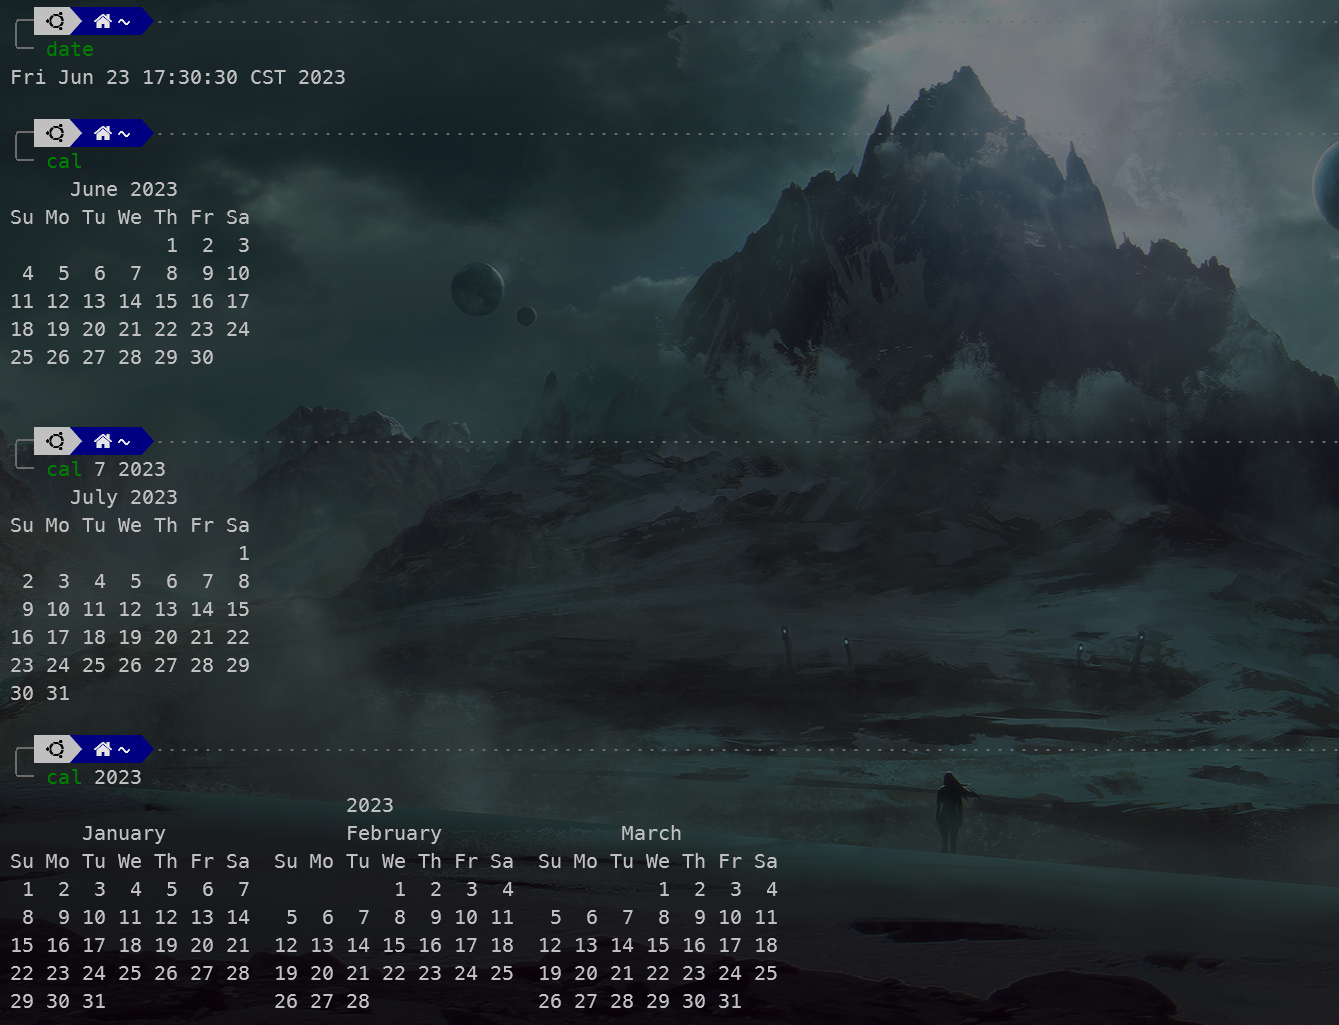 ~
date
Fri Jun 23 17:30:30 CST 2023
~
cal
     June 2023
Su Mo Tu We Th Fr Sa
             1  2  3
 4  5  6  7  8  9 10
11 12 13 14 15 16 17
18 19 20 21 22 23 24
25 26 27 28 29 30
~
cal 7 2023
     July 2023
Su Mo Tu We Th Fr Sa
                   1
 2  3  4  5  6  7  8
 9 10 11 12 13 14 15
16 17 18 19 20 21 22
23 24 25 26 27 28 29
30 31
~
cal 2023
                            2023
      January               February               March
Su Mo Tu We Th Fr Sa  Su Mo Tu We Th Fr Sa  Su Mo Tu We Th Fr Sa
 1  2  3  4  5  6  7            1  2  3  4            1  2  3  4
 8  9 10 11 12 13 14   5  6  7  8  9 10 11   5  6  7  8  9 10 11
15 16 17 18 19 20 21  12 13 14 15 16 17 18  12 13 14 15 16 17 18
22 23 24 25 26 27 28  19 20 21 22 23 24 25  19 20 21 22 23 24 25
29 30 31              26 27 28              26 27 28 29 30 31